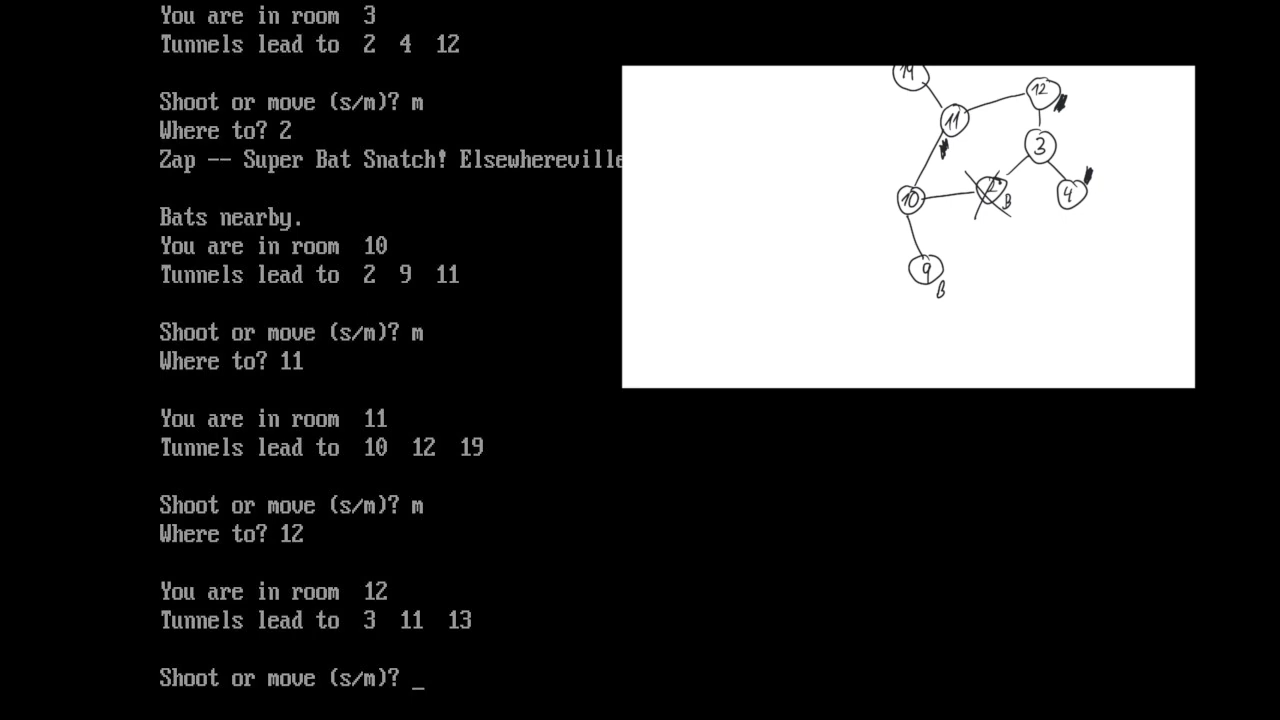 You are in room  3
Tunnels lead to  2  4  12
Shoot or move (s/m)? m
Where to? 2
Zap -- Super Bat Snatch! Elsewhereville
Bats nearby.
You are in room  10
Tunnels lead to  2  9  11
Shoot or move (s/m)? m
Where to? 11
You are in room  11
Tunnels lead to  10  12  19
Shoot or move (s/m)? m
Where to? 12
You are in room  12
Tunnels lead to  3  11  13
Shoot or move (s/m)? _
19
12
11
3
2
B
4
10
9
B